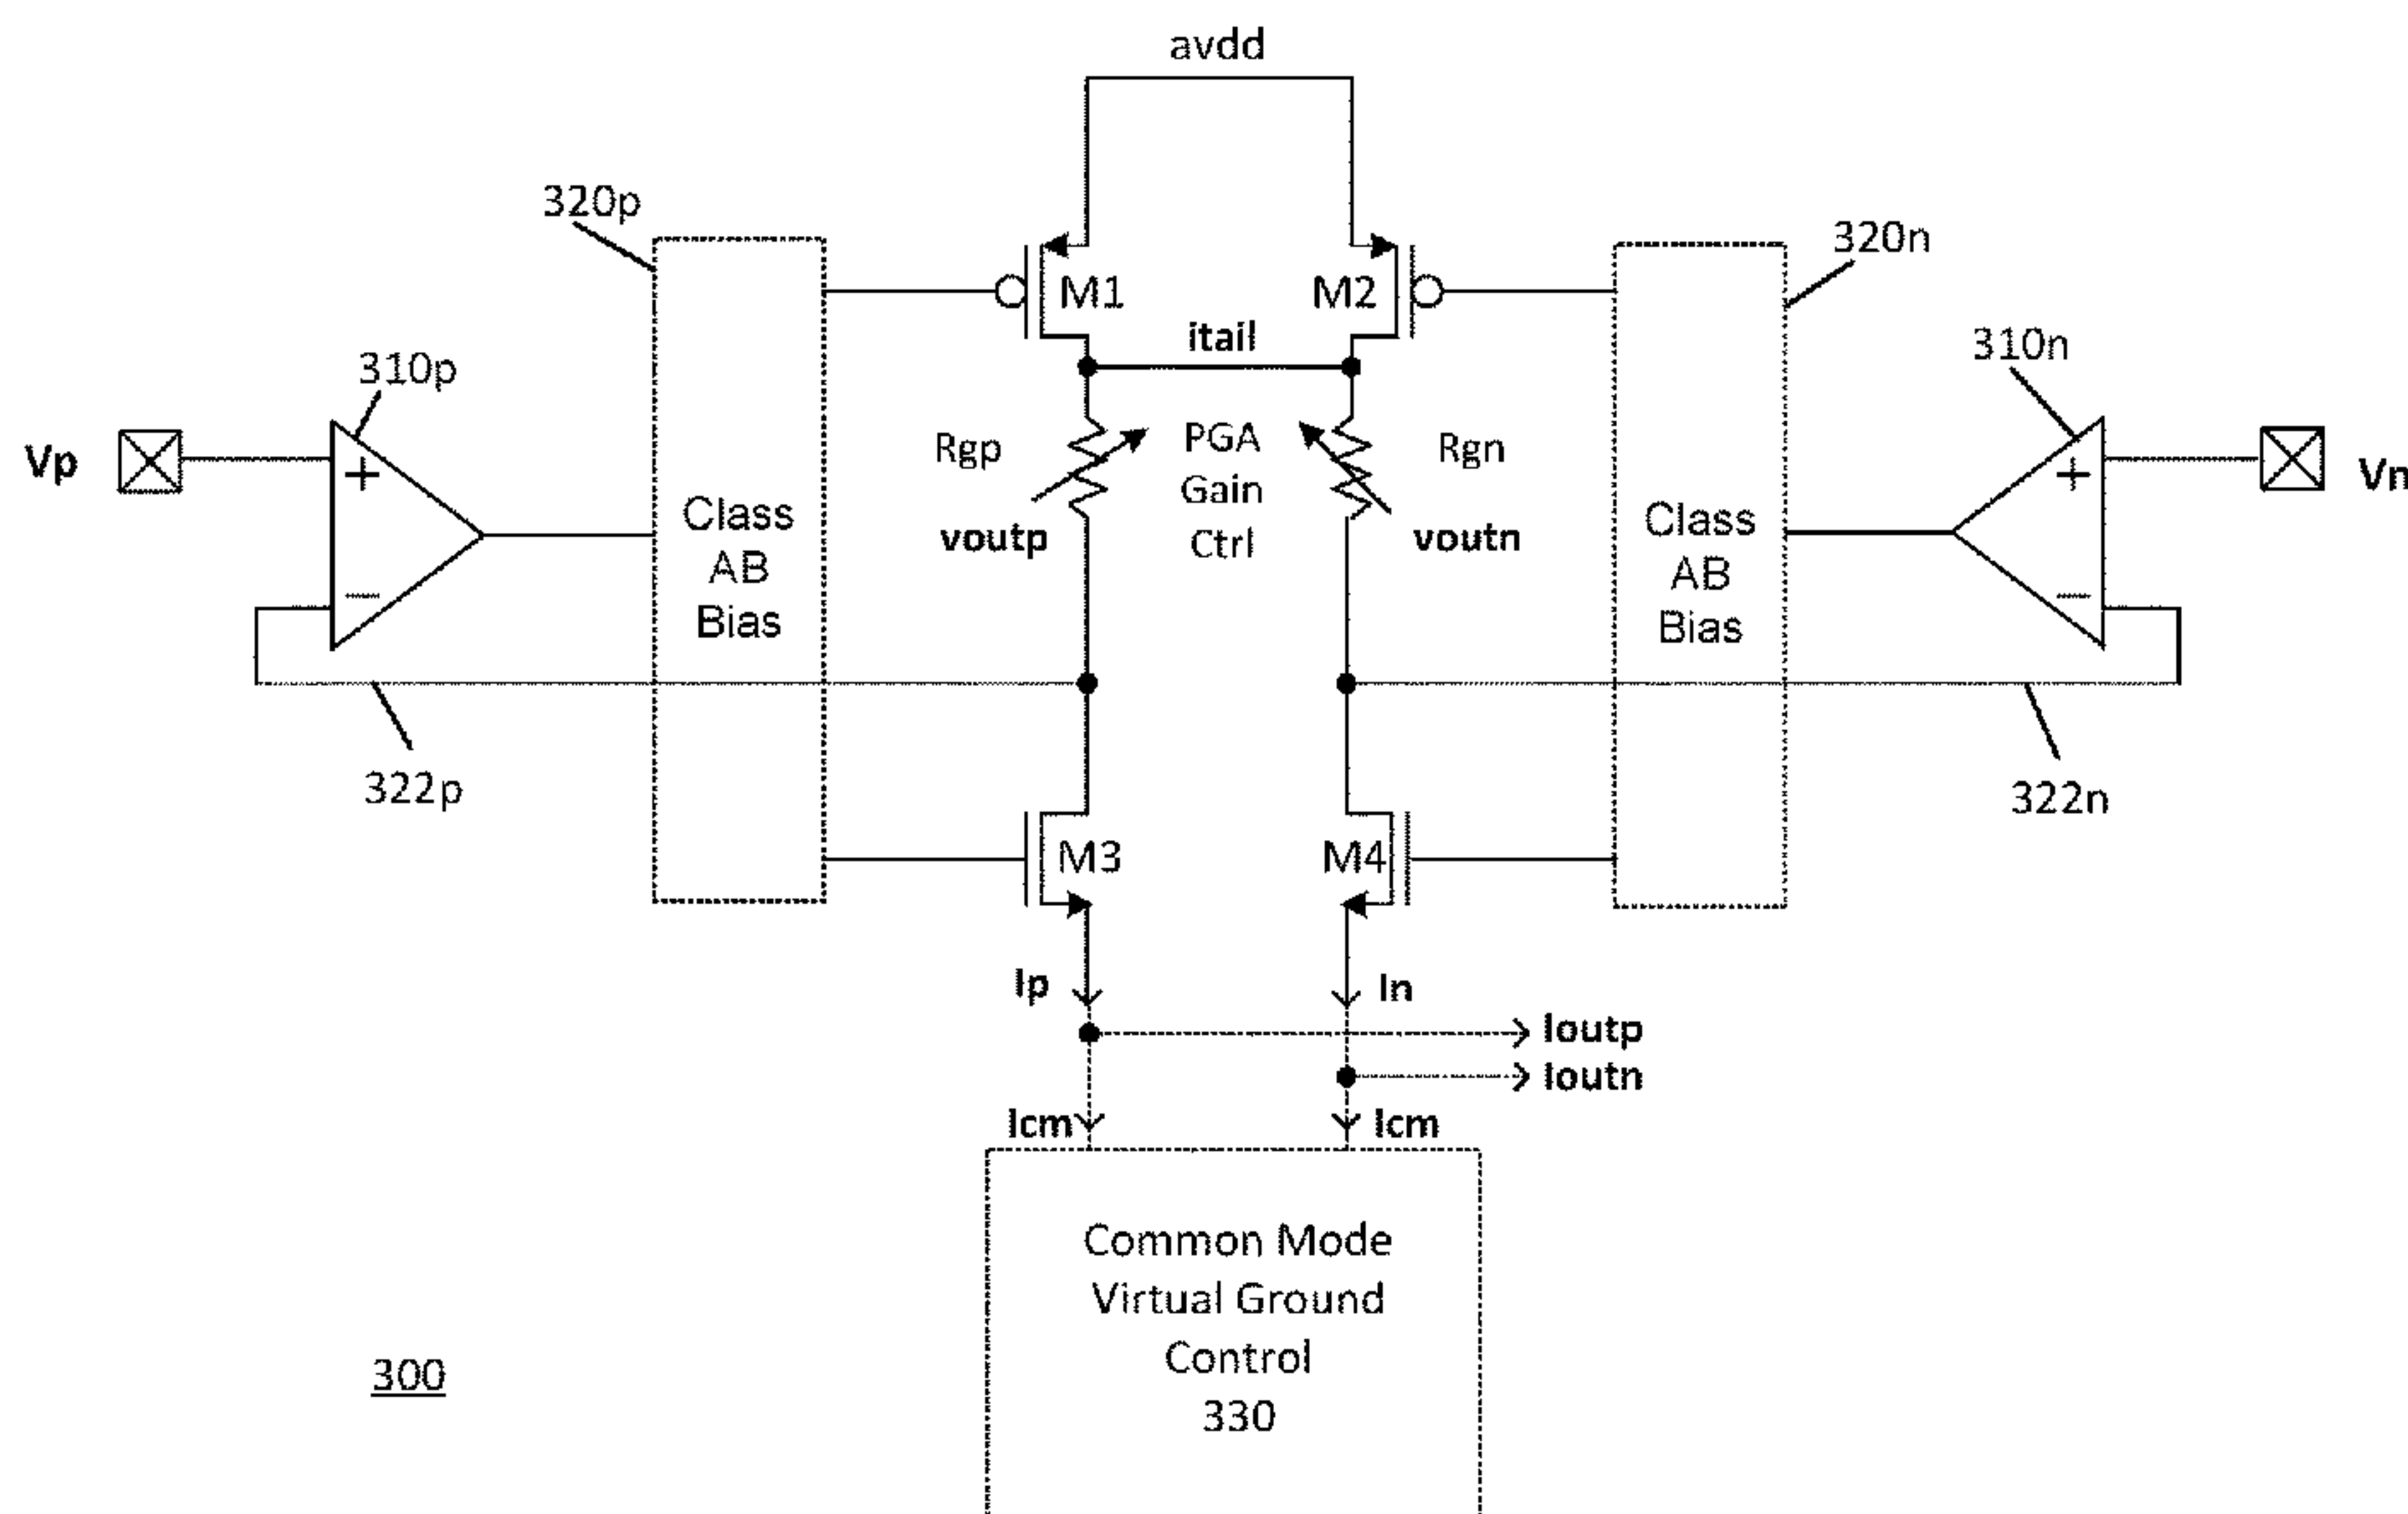 avdd
320p
320n
M1
M2
itail
310p
310n
Vp
Vn
+
+
Rgp
PGA
Gain
Ctrl
Rgn
voutp
voutn
Class
AB
Bias
Class
AB
Bias
−
−
322p
322n
M3
M4
Ip
In
Ioutp
Ioutn
Icm
Icm
Common Mode
Virtual Ground
Control
330
300